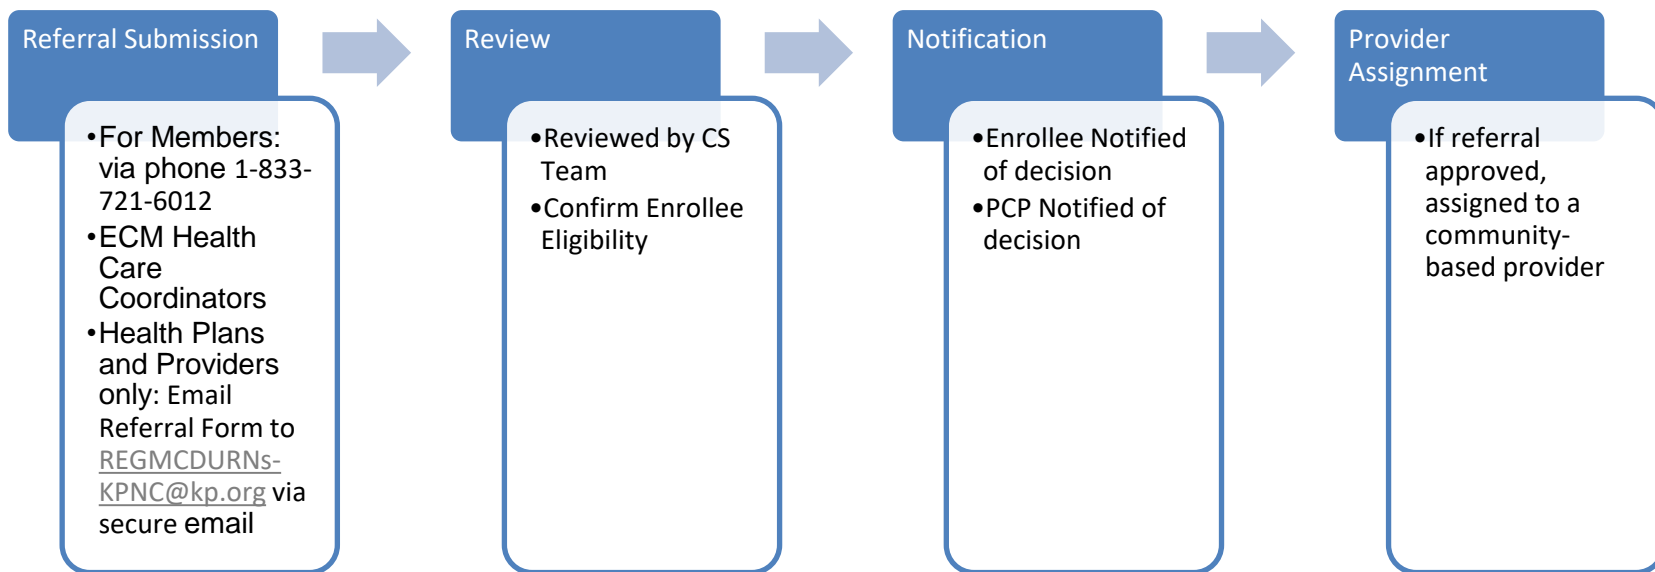 Referral Submission
•For Members:
via phone 1-833-
721-6012
•ECM Health
Care
Coordinators
•Health Plans
and Providers
only: Email
Referral Form to
REGMCDURNs-
KPNC@kp.org via
secure email
Review
•Reviewed by CS
Team
•Confirm Enrollee
Eligibility
Notification
•Enrollee Notified
of decision
•PCP Notified of
decision
Provider
Assignment
•If referral
approved,
assigned to a
community-
based provider